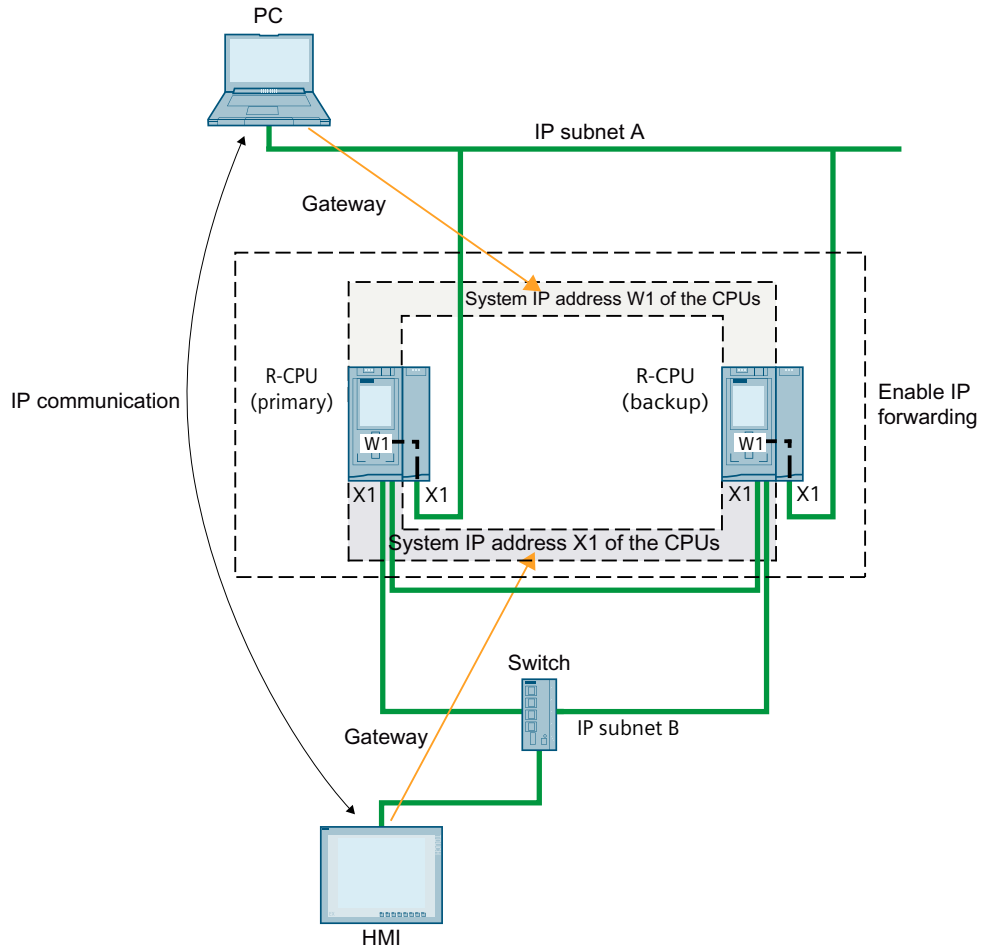 PC
IP subnet A
Gateway
System IP address W1 of the CPUs
R-CPU
(primary)
R-CPU
(backup)
Enable IP
forwarding
IP communication
W1
W1
X1
X1
X1
X1
System IP address X1 of the CPUs
Switch
IP subnet B
Gateway
HMI